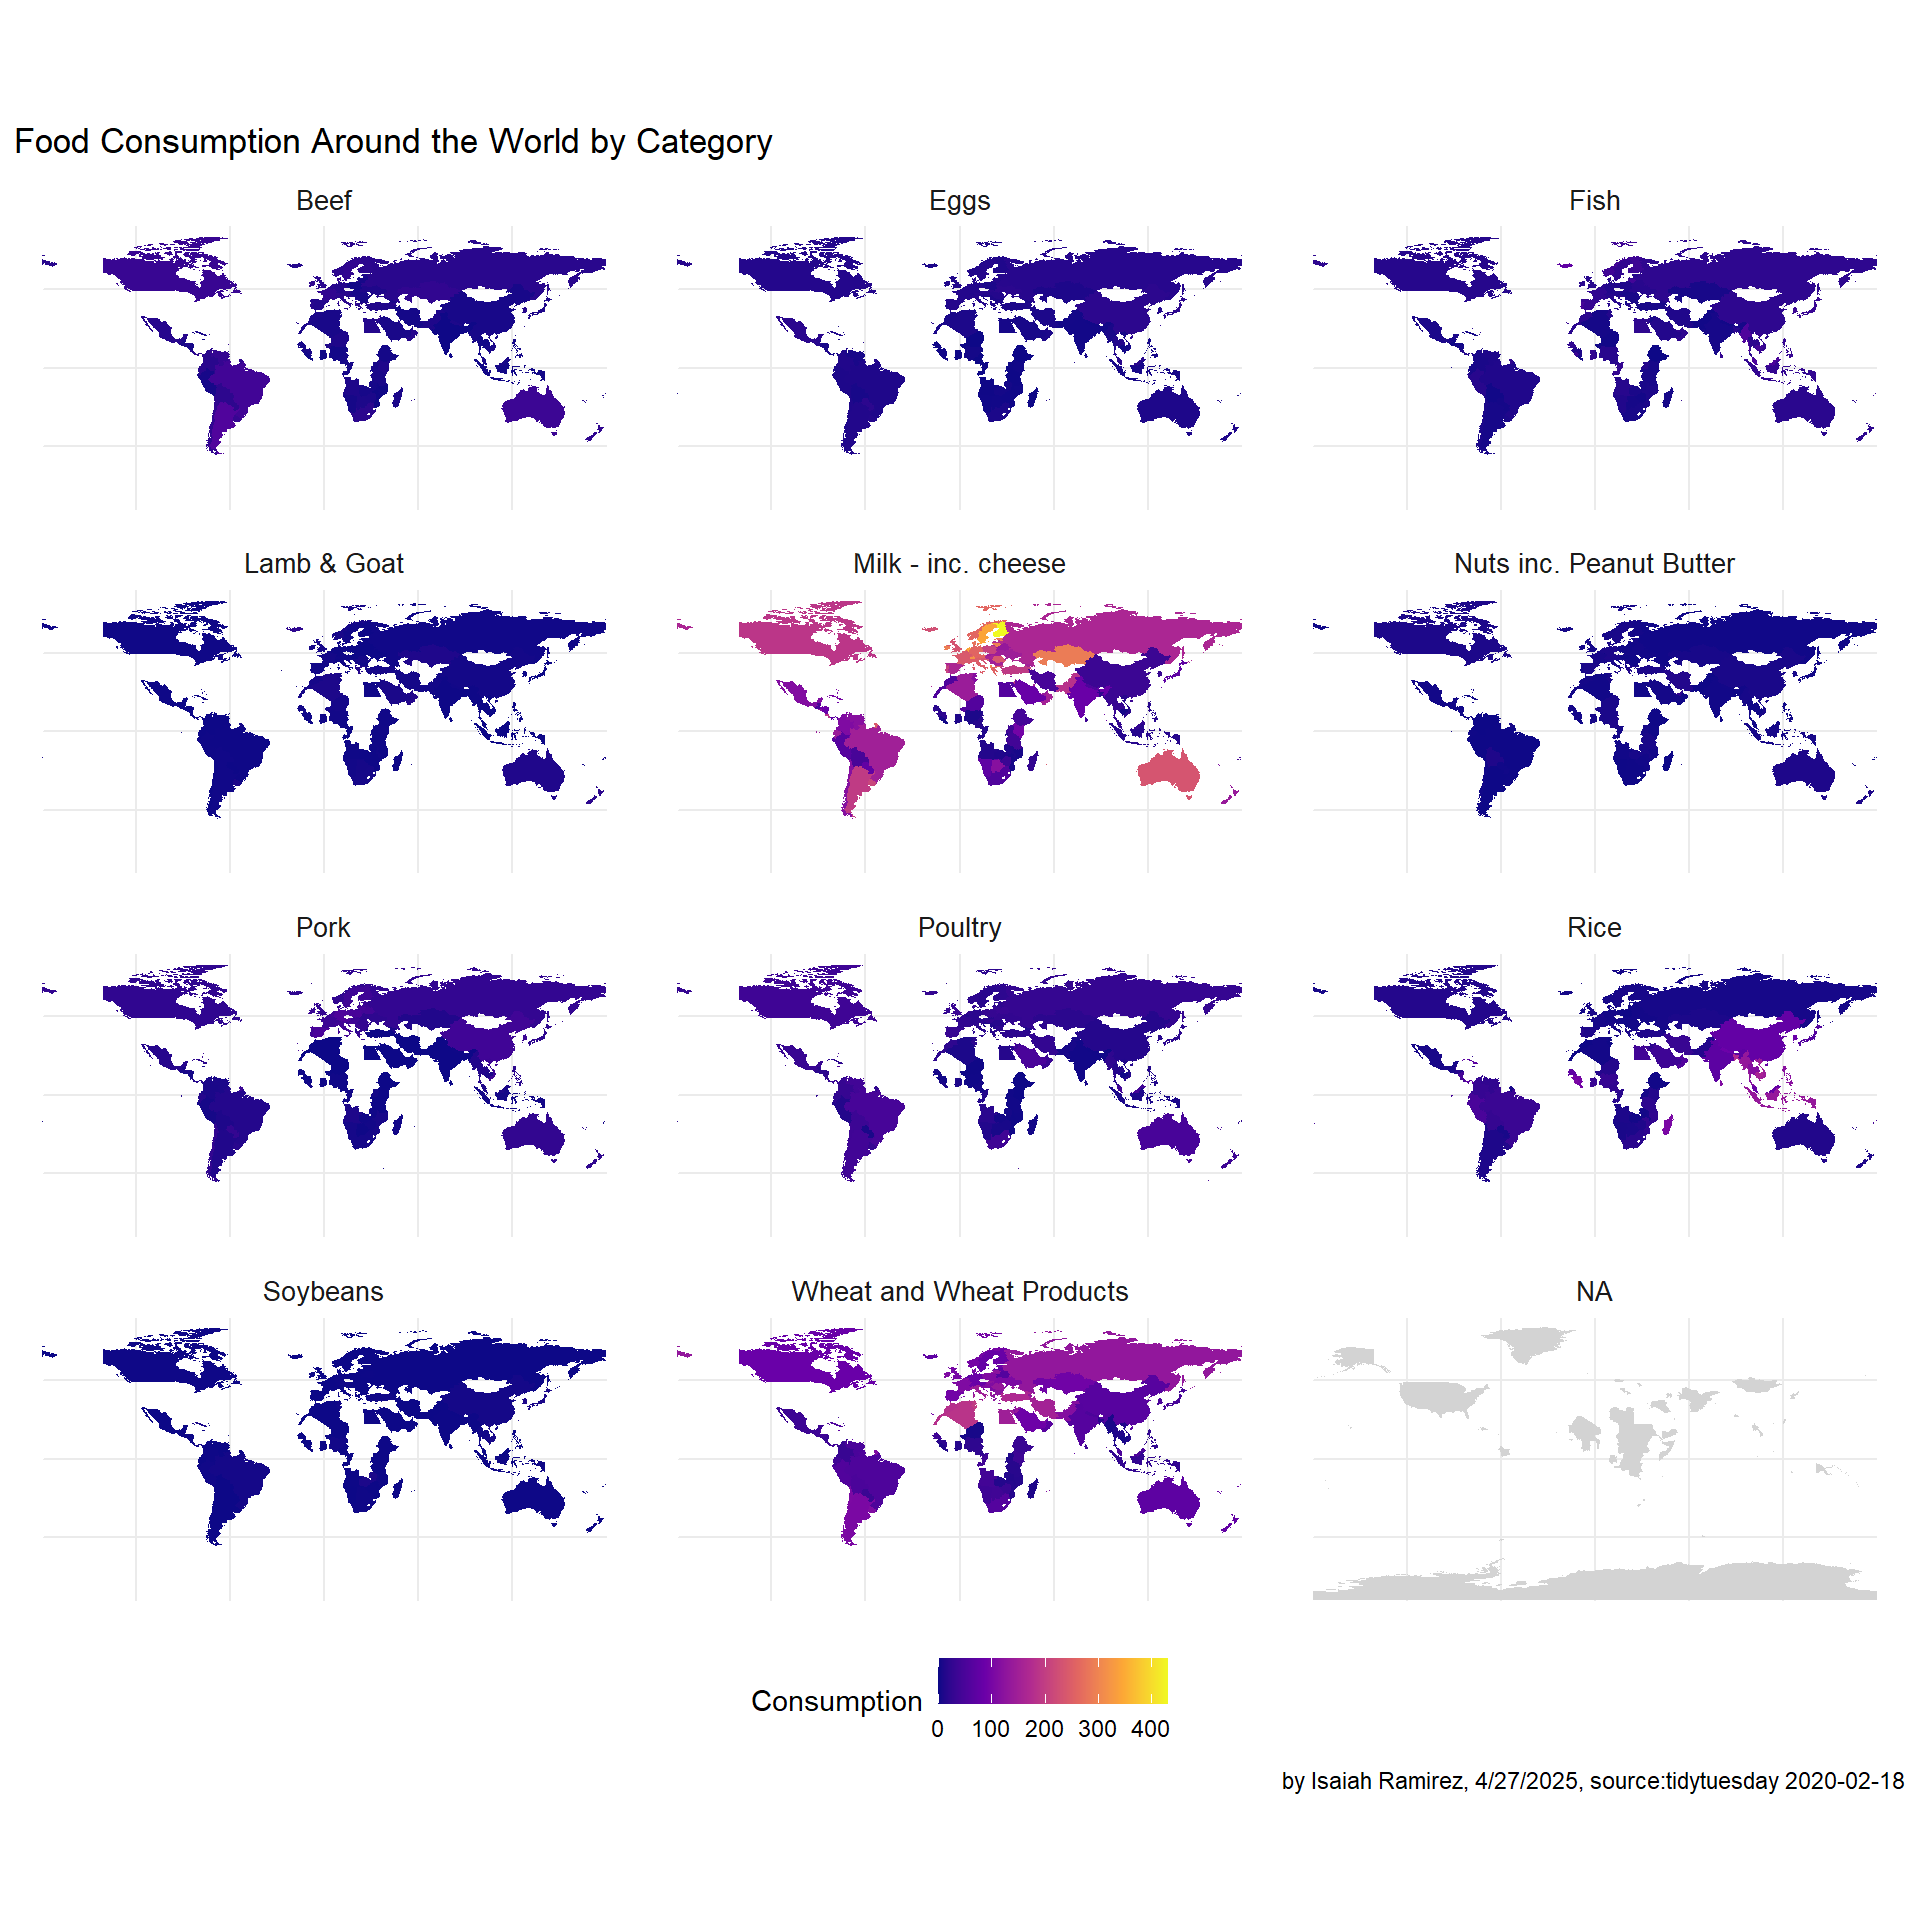 Food Consumption Around the World by Category
Beef
Eggs
Fish
Lamb & Goat
Milk - inc. cheese
Nuts inc. Peanut Butter
Pork
Poultry
Rice
Soybeans
Wheat and Wheat Products
NA
Consumption
0 100 200 300 400
by Isaiah Ramirez, 4/27/2025, source:tidytuesday 2020-02-18